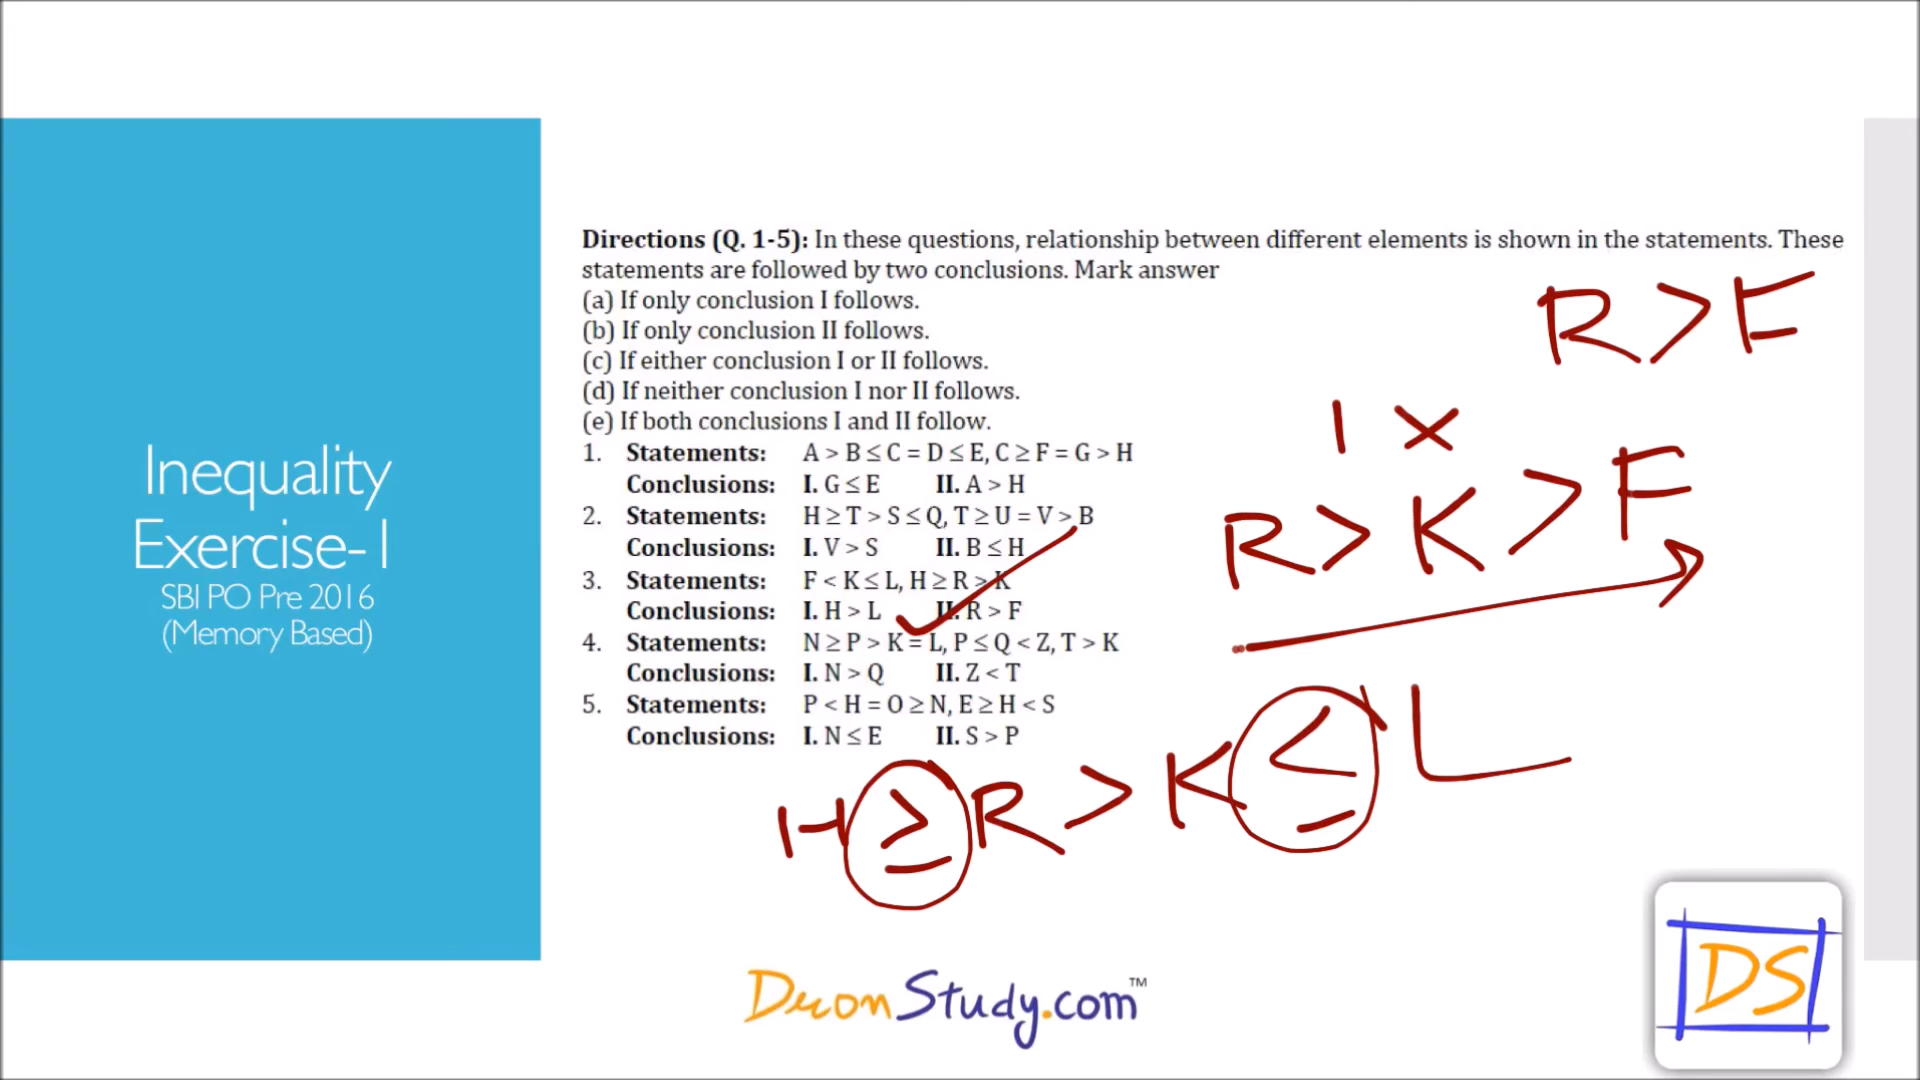 Inequality
Exercise-1
SBI PO Pre 2016
(Memory Based)
Directions (Q. 1-5): In these questions, relationship between different elements is shown in the statements. These
statements are followed by two conclusions. Mark answer
(a) If only conclusion I follows.
(b) If only conclusion II follows.
(c) If either conclusion I or II follows.
(d) If neither conclusion I nor II follows.
(e) If both conclusions I and II follow.
1. Statements: A > B ≤ C = D ≤ E, C ≥ F = G > H
Conclusions: I. G ≤ E II. A > H
2. Statements: H ≥ T > S ≤ Q, T ≥ U = V > B
Conclusions: I. V > S II. B ≤ H
3. Statements: F < K ≤ L, H ≥ R > K
Conclusions: I. H > L II. R > F
4. Statements: N ≥ P > K = L, P ≤ Q < Z, T > K
Conclusions: I. N > Q II. Z < T
5. Statements: P < H = O ≥ N, E ≥ H < S
Conclusions: I. N ≤ E II. S > P
R > F
I ×
R > K > F
H ≥ R > K ≤ L
DronStudy.com™
DS